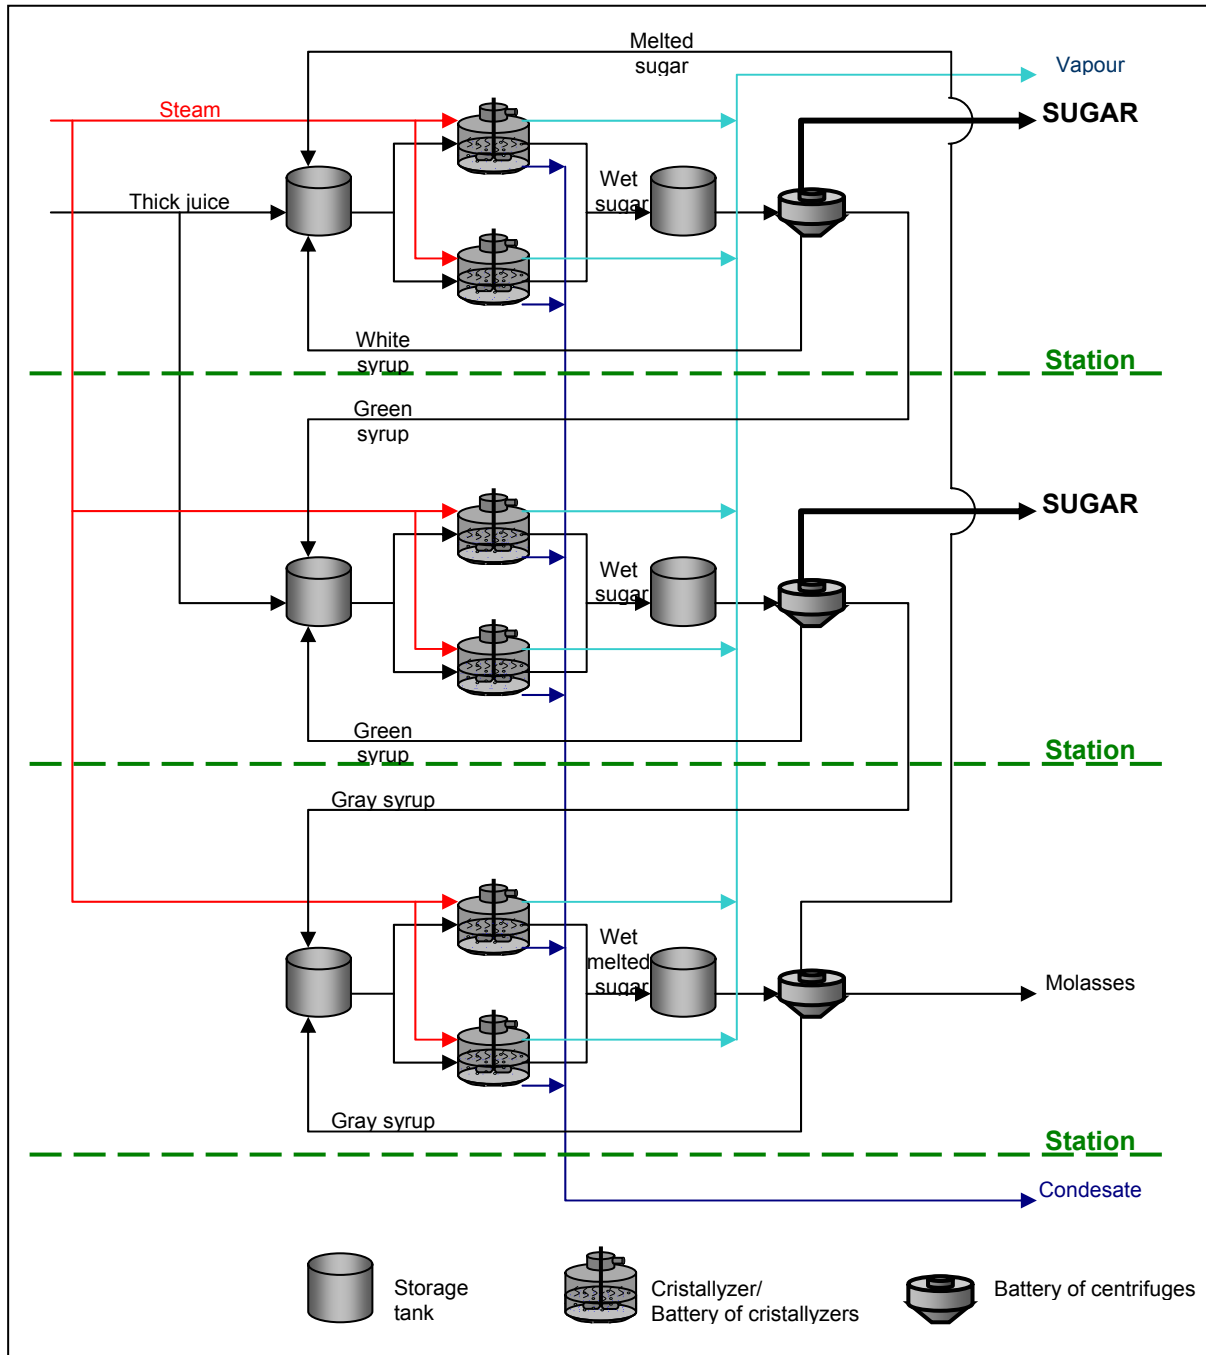 Melted
sugar
Vapour
Steam
SUGAR
Thick juice
Wet
sugar
White
syrup
Station
Green
syrup
SUGAR
Wet
sugar
Green
syrup
Station
Gray syrup
Wet
melted
sugar
Molasses
Gray syrup
Station
Condesate
Storage
tank
Cristallyzer/
Battery of cristallyzers
Battery of centrifuges